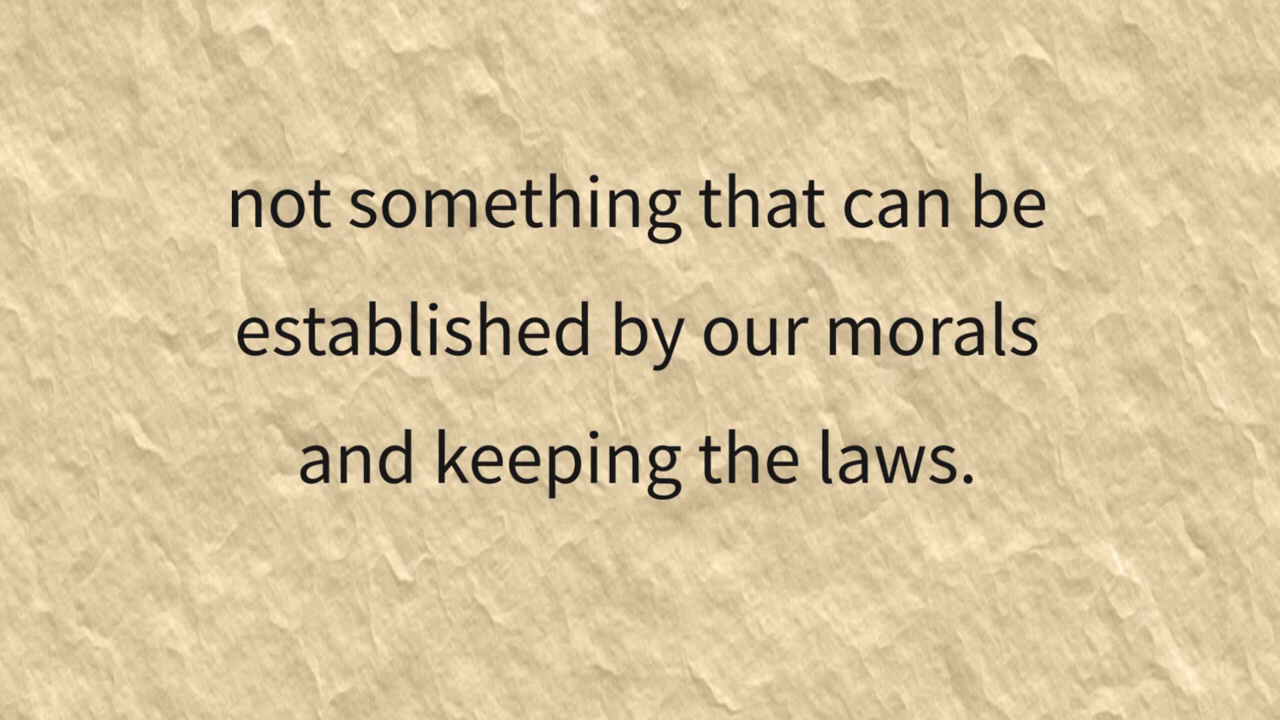 not something that can be
established by our morals
and keeping the laws.